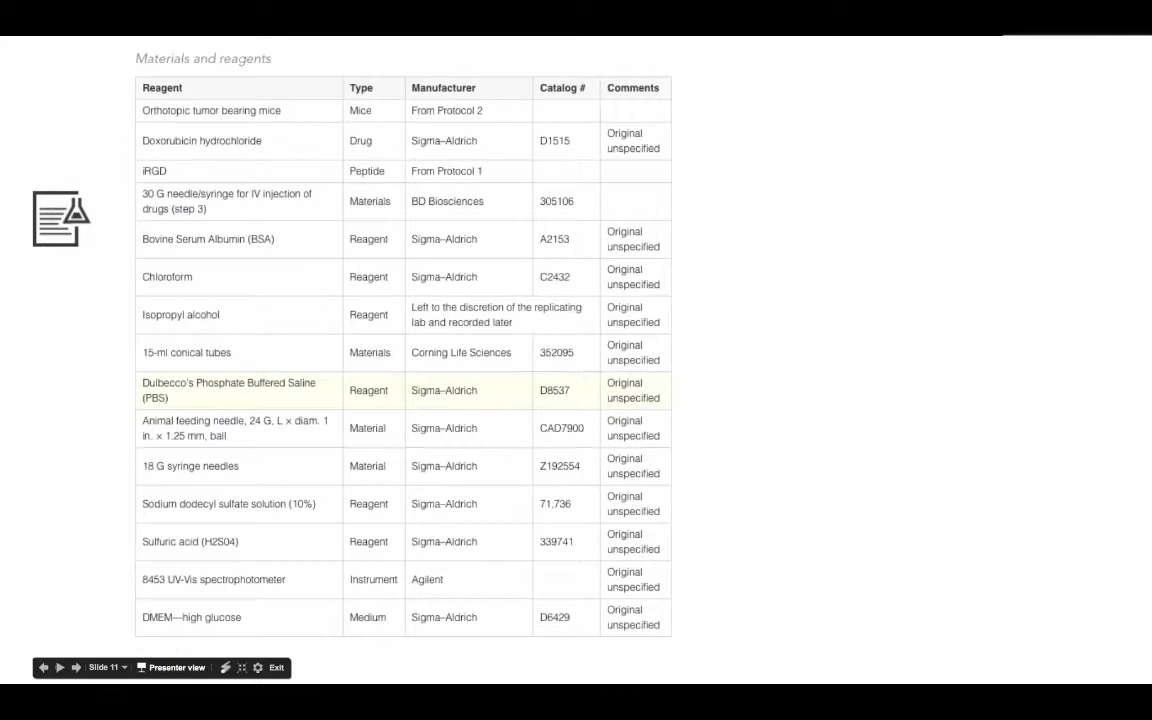 Materials and reagents
Reagent Type Manufacturer Catalog # Comments
Orthotopic tumor bearing mice Mice From Protocol 2
Doxorubicin hydrochloride Drug Sigma–Aldrich D1515 Original unspecified
iRGD Peptide From Protocol 1
30 G needle/syringe for IV injection of drugs (step 3) Materials BD Biosciences 305106
Bovine Serum Albumin (BSA) Reagent Sigma–Aldrich A2153 Original unspecified
Chloroform Reagent Sigma–Aldrich C2432 Original unspecified
Isopropyl alcohol Reagent Left to the discretion of the replicating lab and recorded later Original unspecified
15-ml conical tubes Materials Corning Life Sciences 352095 Original unspecified
Dulbecco's Phosphate Buffered Saline (PBS) Reagent Sigma–Aldrich D8537 Original unspecified
Animal feeding needle, 24 G, L × diam. 1 in. × 1.25 mm, ball Material Sigma–Aldrich CAD7900 Original unspecified
18 G syringe needles Material Sigma–Aldrich Z192554 Original unspecified
Sodium dodecyl sulfate solution (10%) Reagent Sigma–Aldrich 71,736 Original unspecified
Sulfuric acid (H2S04) Reagent Sigma–Aldrich 339741 Original unspecified
8453 UV-Vis spectrophotometer Instrument Agilent Original unspecified
DMEM—high glucose Medium Sigma–Aldrich D6429 Original unspecified
Slide 11 Presenter view Exit